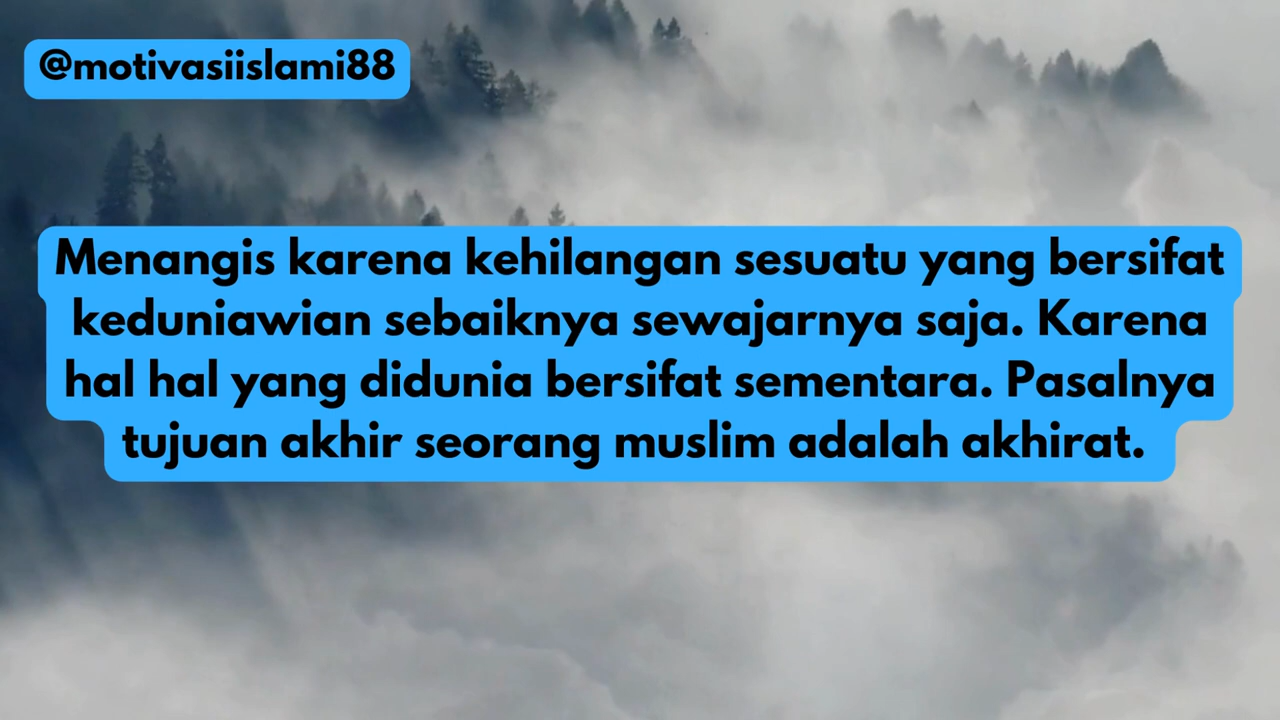 @motivasiislami88
Menangis karena kehilangan sesuatu yang bersifat
keduniawian sebaiknya sewajarnya saja. Karena
hal hal yang didunia bersifat sementara. Pasalnya
tujuan akhir seorang muslim adalah akhirat.